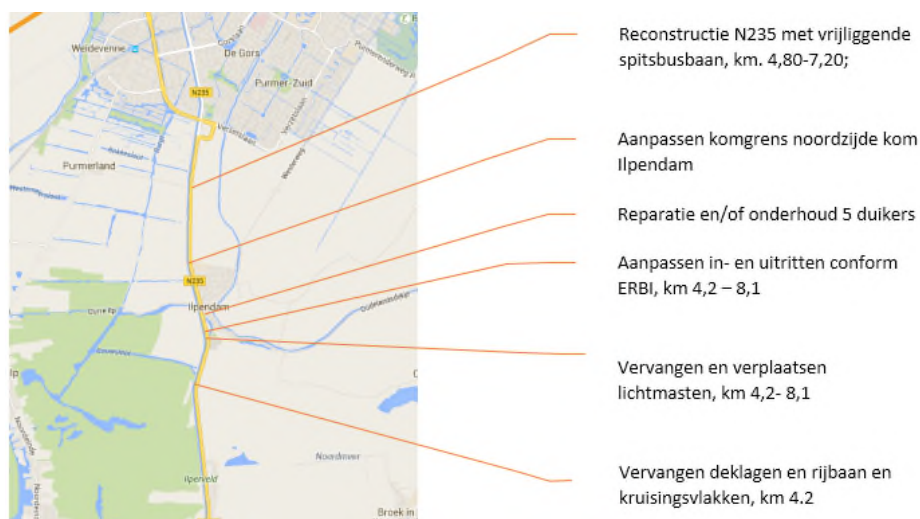 Weidevenne
De Gors
Purmer-Zuid
N235
Westerweg
Purmerland
N235
Ilpendam
Ilperveld
Noordmeer
Broek in
Reconstructie N235 met vrijliggende
spitsbusbaan, km. 4,80-7,20;
Aanpassen komgrens noordzijde kom
Ilpendam
Reparatie en/of onderhoud 5 duikers
Aanpassen in- en uitritten conform
ERBI, km 4,2 – 8,1
Vervangen en verplaatsen
lichtmasten, km 4,2- 8,1
Vervangen deklagen en rijbaan en
kruisingsvlakken, km 4.2